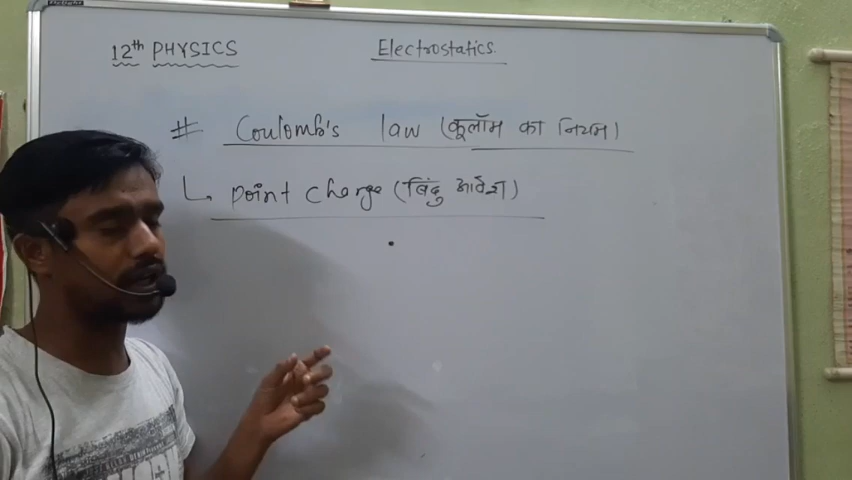 12th PHYSICS Electrostatics.
# Coulomb's law (कूलॉम का नियम)
↳ point charge (बिंदु आवेश)